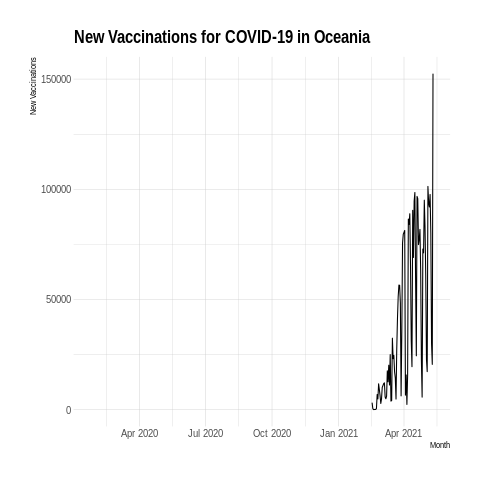 New Vaccinations for COVID-19 in Oceania
New Vaccinations
150000
100000
50000
0
Apr 2020 Jul 2020 Oct 2020 Jan 2021 Apr 2021
Month